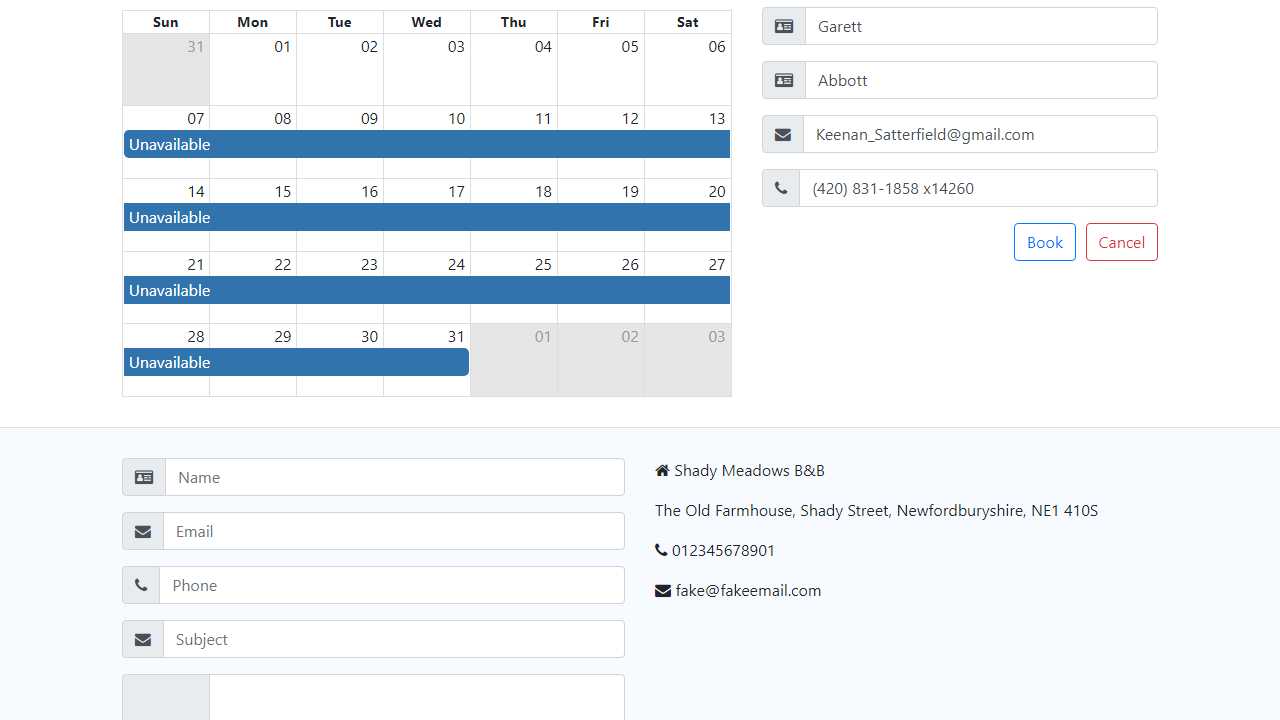 Sun Mon Tue Wed Thu Fri Sat
31 01 02 03 04 05 06
07 08 09 10 11 12 13
Unavailable
14 15 16 17 18 19 20
Unavailable
21 22 23 24 25 26 27
Unavailable
28 29 30 31 01 02 03
Unavailable
Garett
Abbott
Keenan_Satterfield@gmail.com
(420) 831-1858 x14260
Book Cancel
Name
Email
Phone
Subject
Shady Meadows B&B
The Old Farmhouse, Shady Street, Newfordburyshire, NE1 410S
012345678901
fake@fakeemail.com